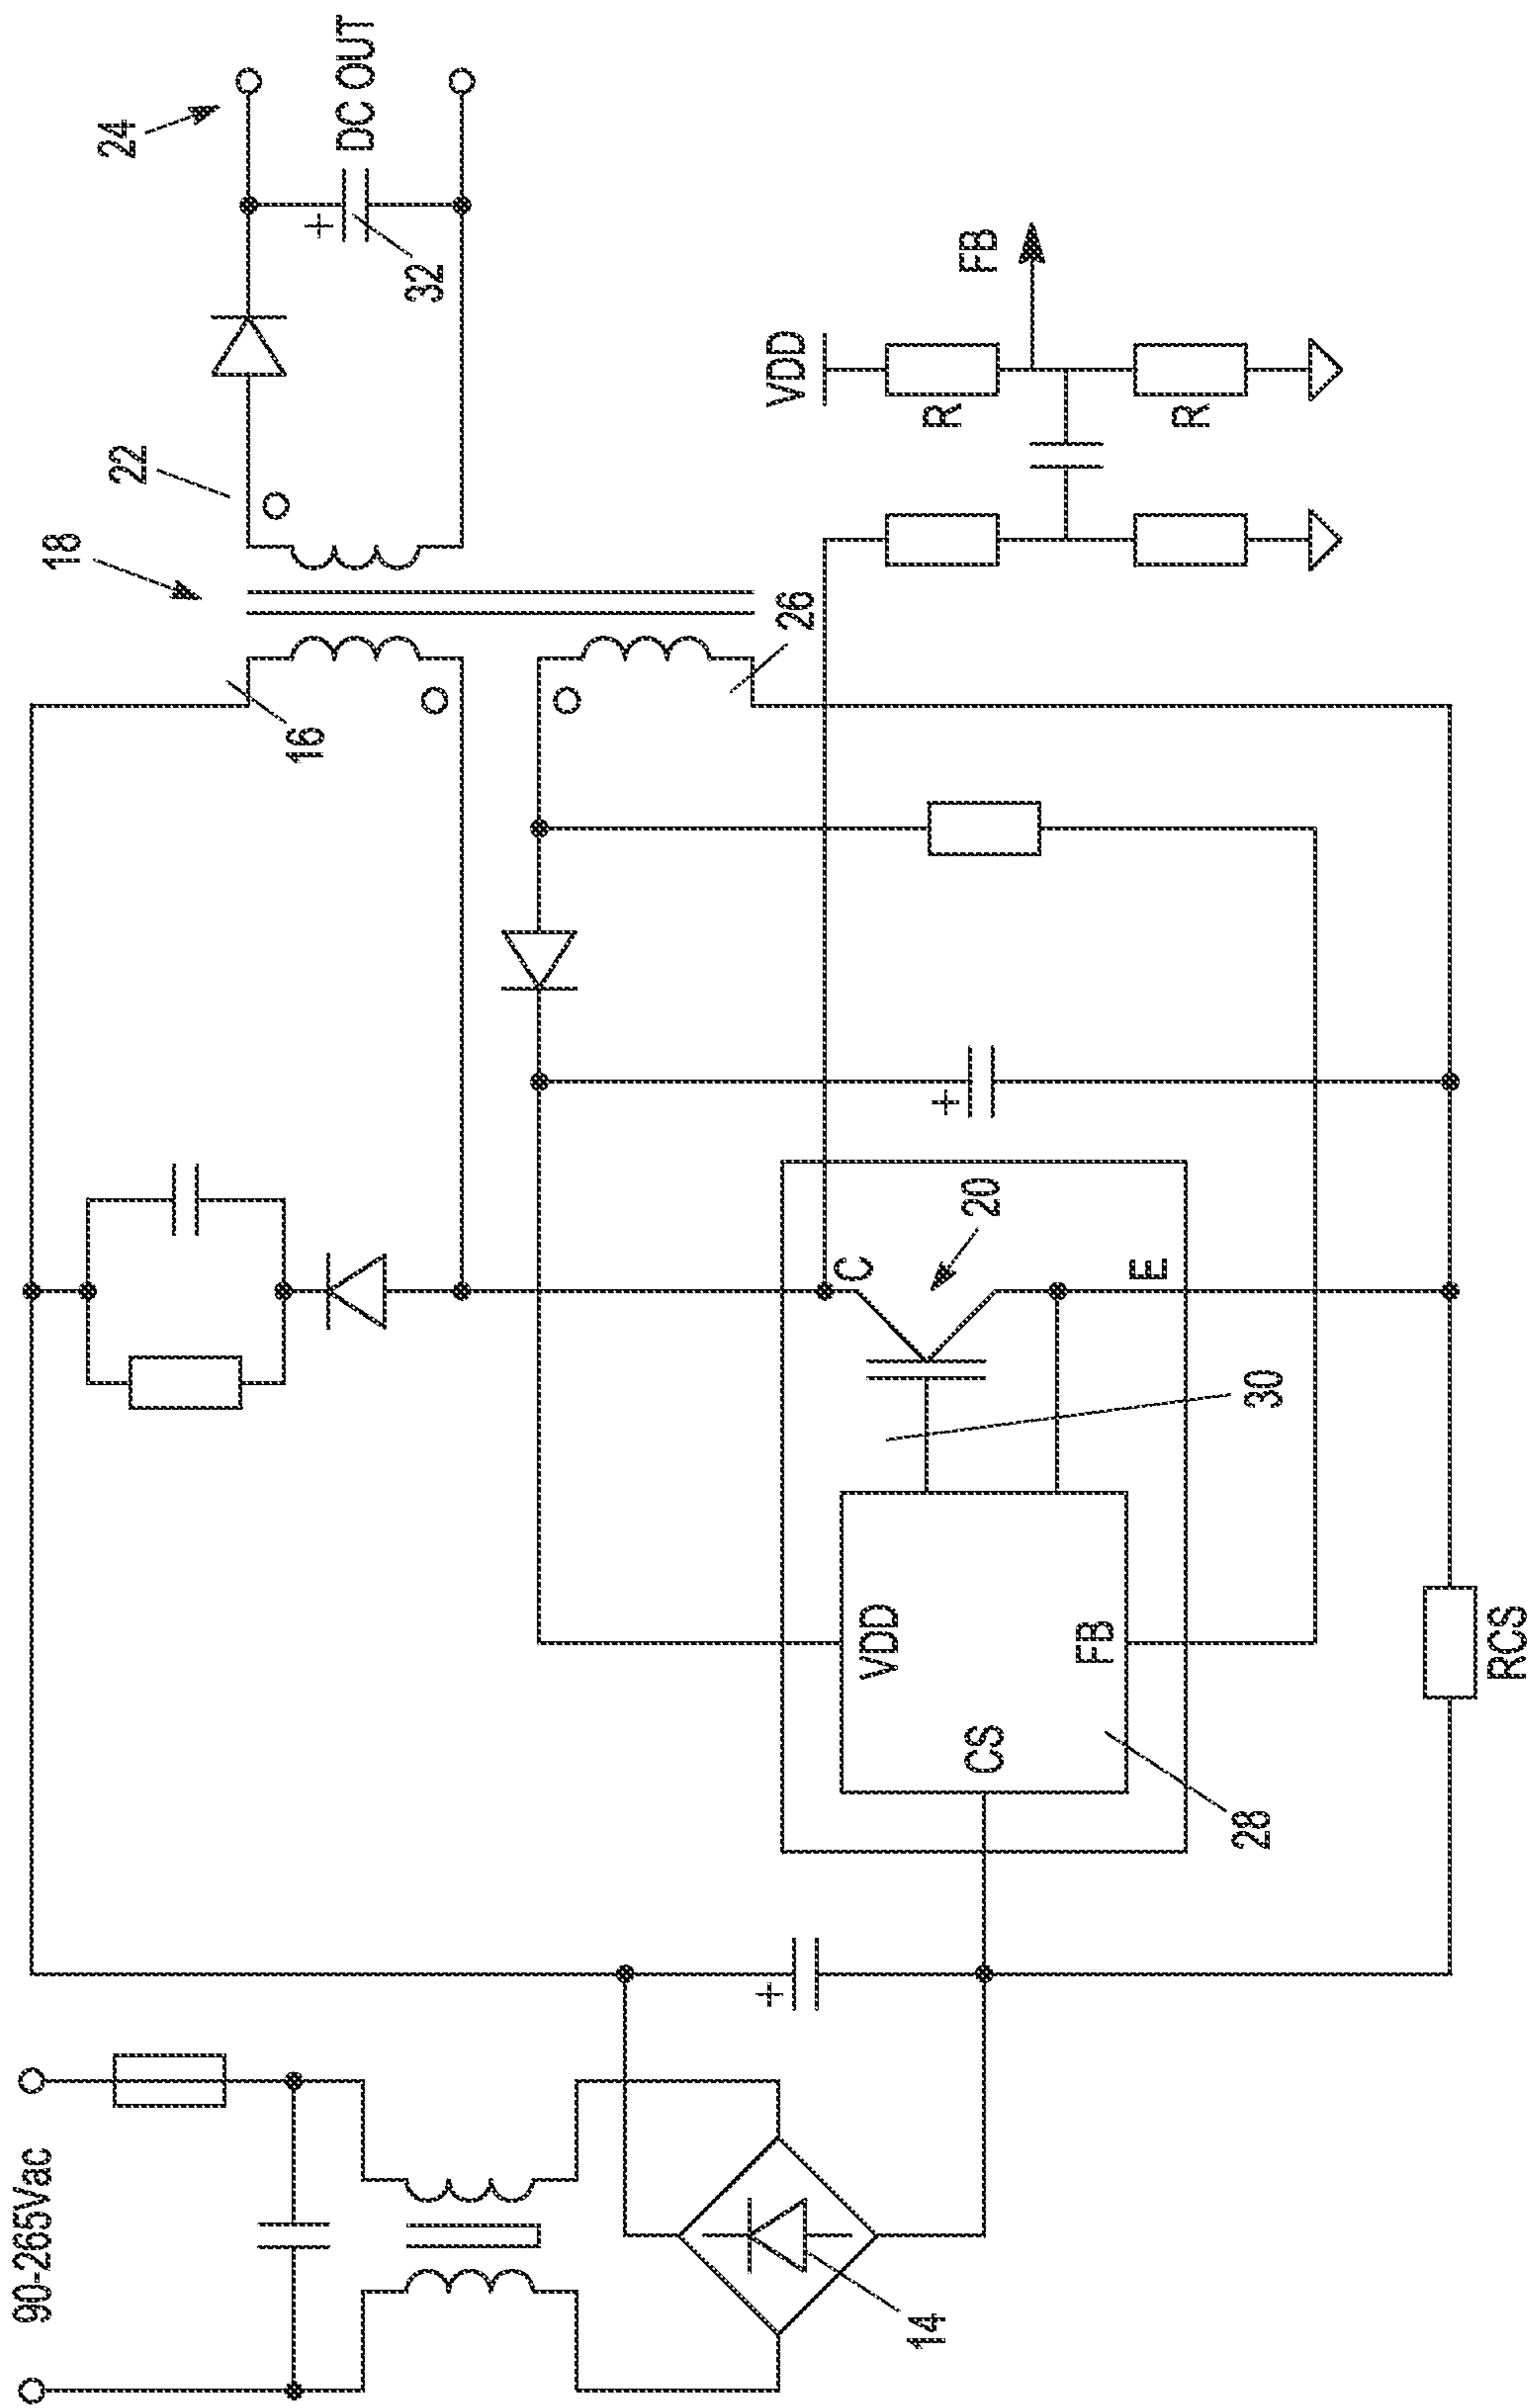 90-265Vac
14
VDD
CS
FB
28
30
C
20
E
RCS
16
18
26
22
24
+
32
DC OUT
VDD
R
R
FB
+
+